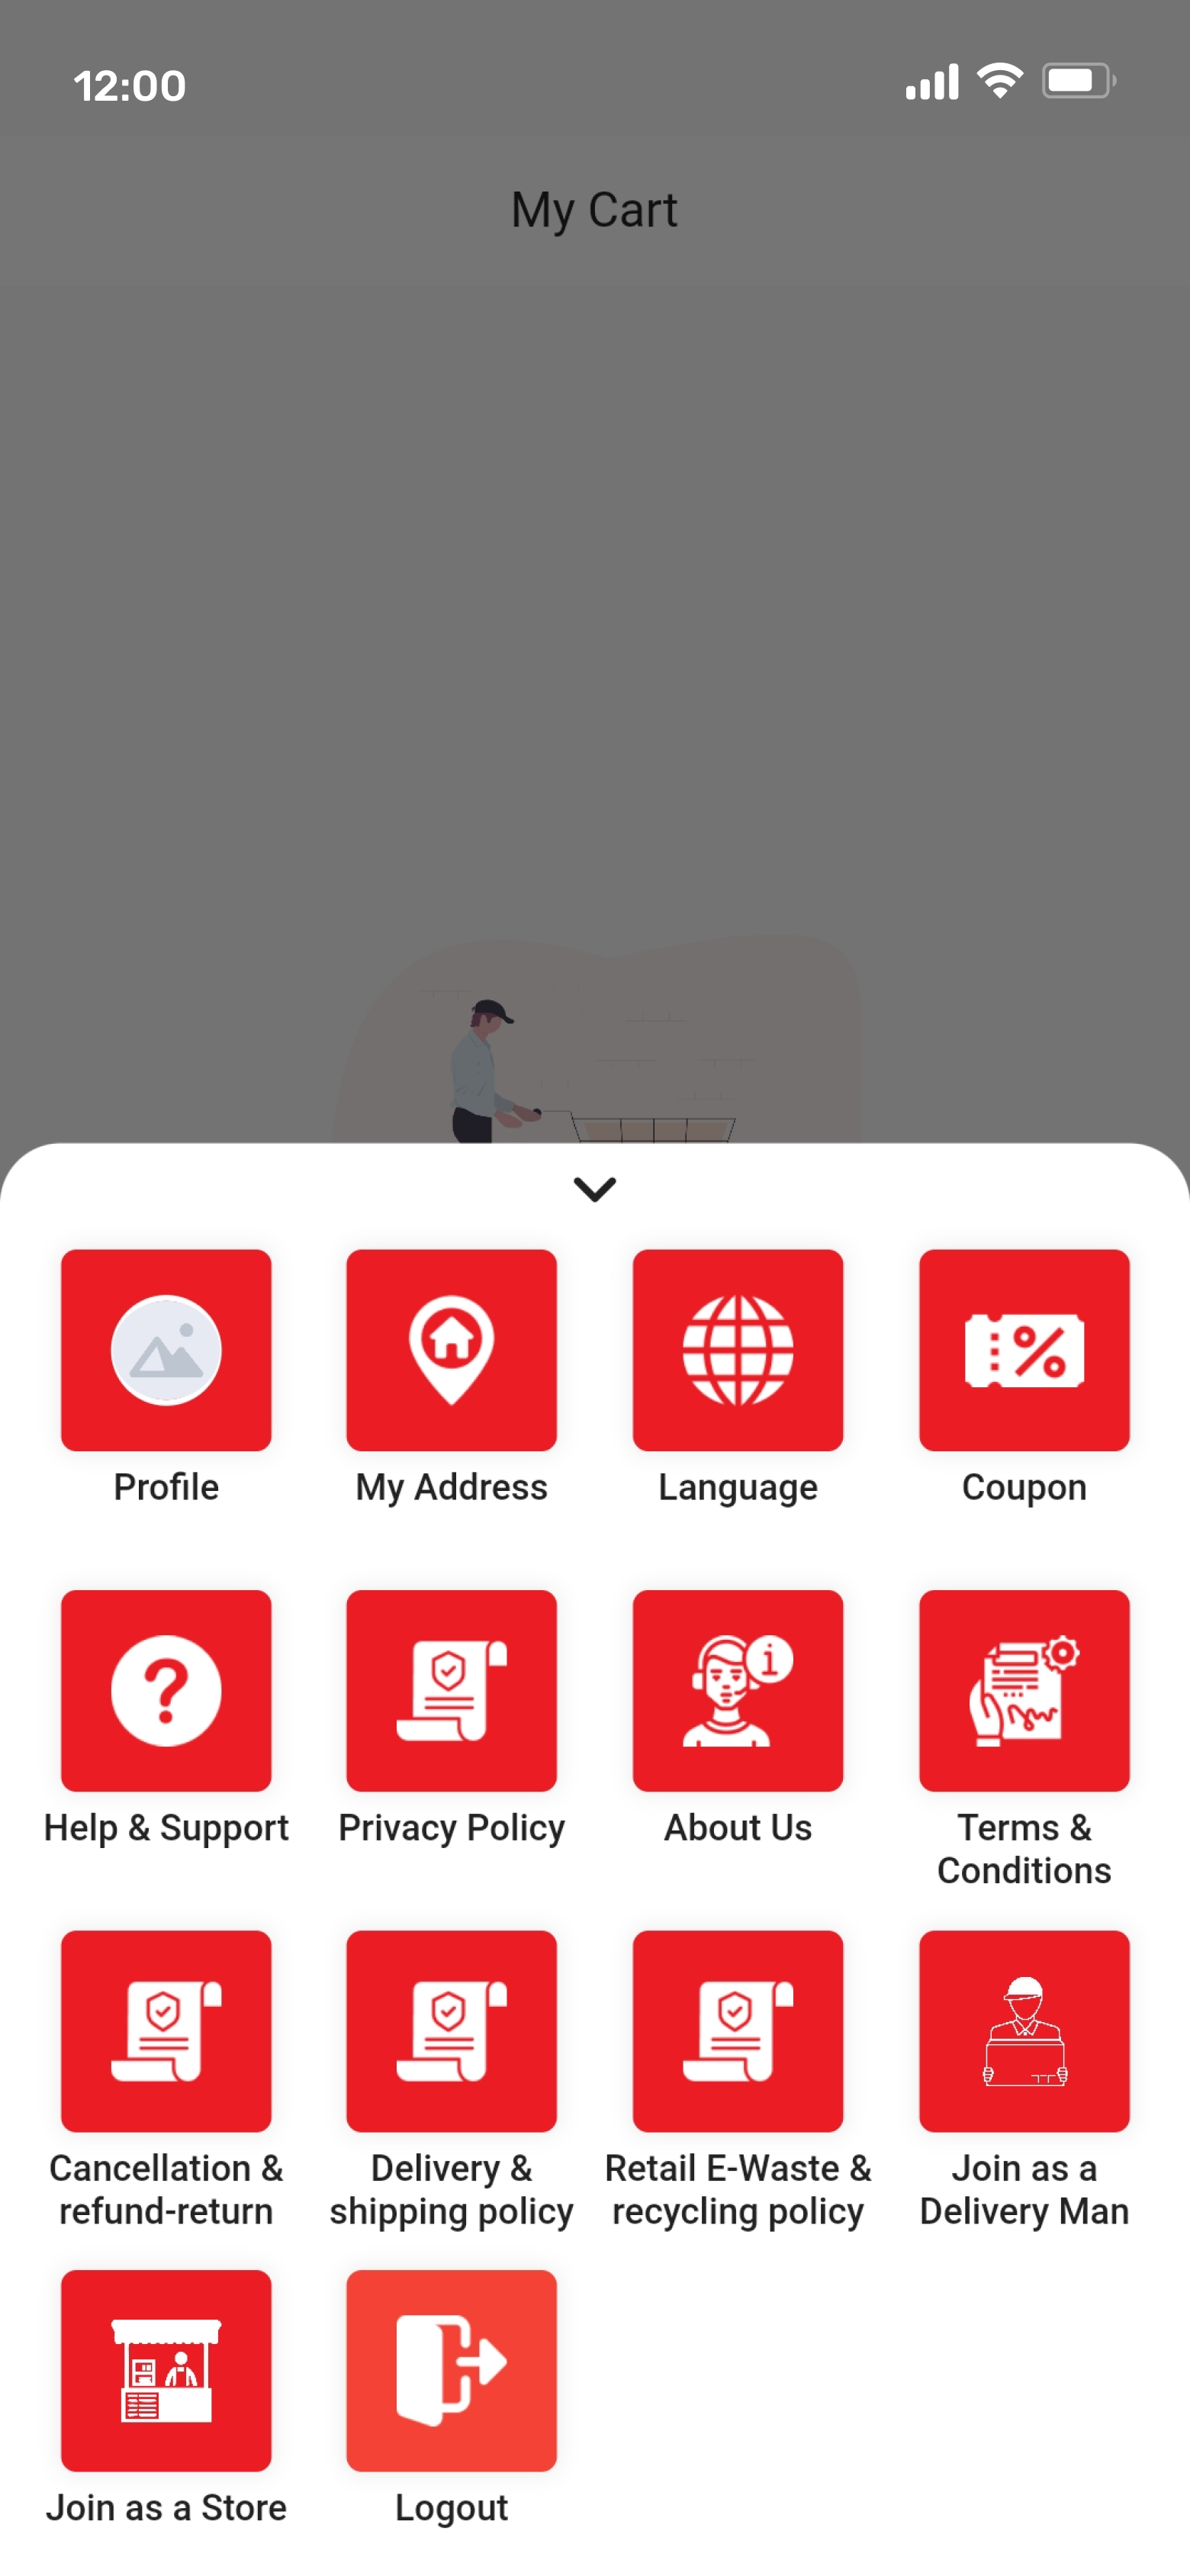 12:00
My Cart
Profile
My Address
Language
Coupon
Help & Support
Privacy Policy
About Us
Terms &
Conditions
Cancellation &
refund-return
Delivery &
shipping policy
Retail E-Waste &
recycling policy
Join as a
Delivery Man
Join as a Store
Logout